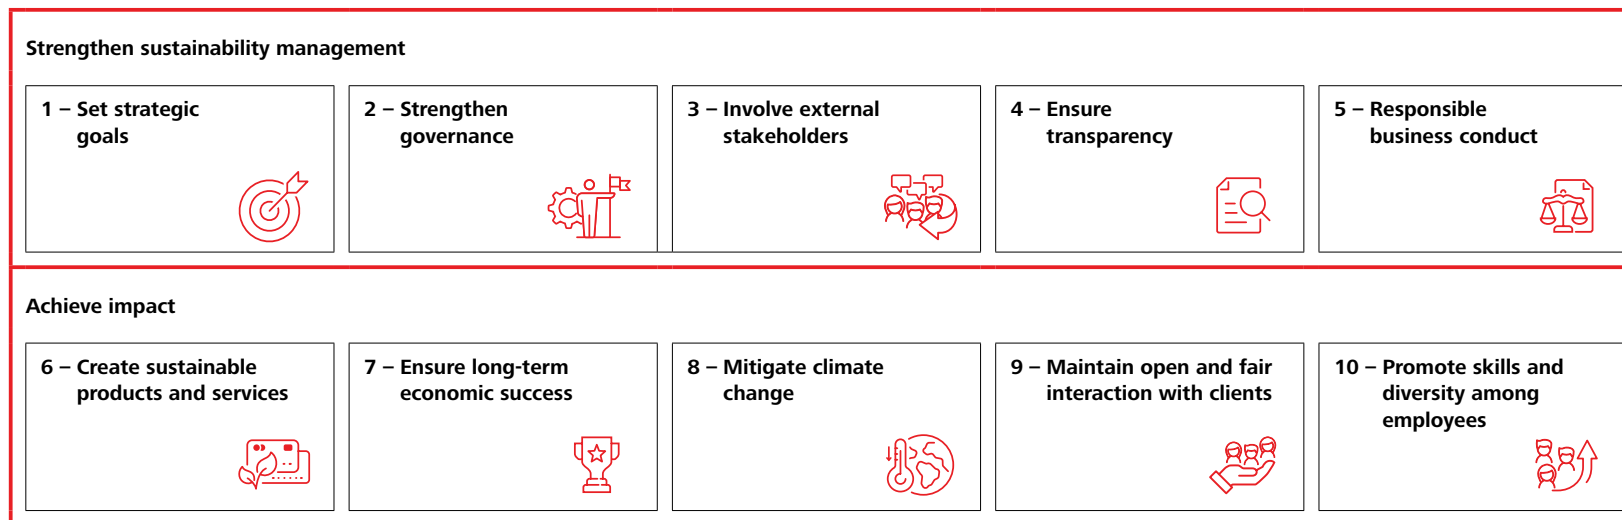 Strengthen sustainability management
1 – Set strategic
goals
2 – Strengthen
governance
3 – Involve external
stakeholders
4 – Ensure
transparency
5 – Responsible
business conduct
Achieve impact
6 – Create sustainable
products and services
7 – Ensure long-term
economic success
8 – Mitigate climate
change
9 – Maintain open and fair
interaction with clients
10 – Promote skills and
diversity among
employees